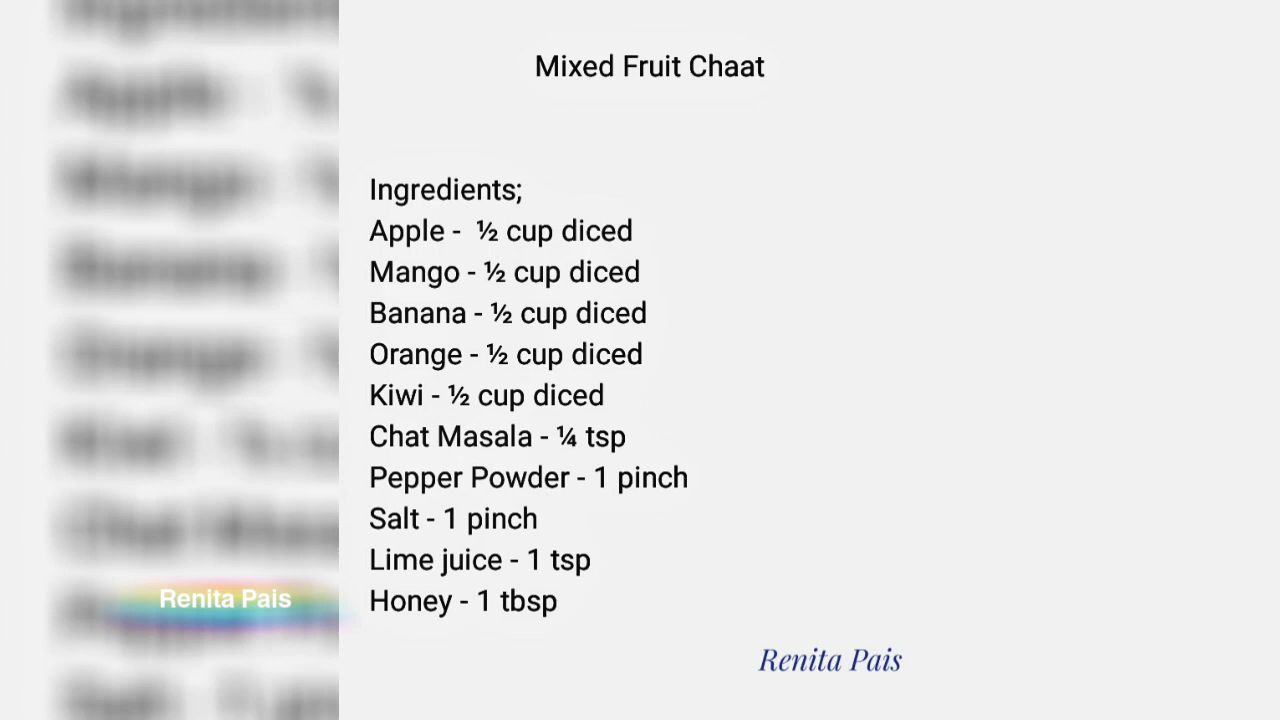 Mixed Fruit Chaat
Ingredients;
Apple - ½ cup diced
Mango - ½ cup diced
Banana - ½ cup diced
Orange - ½ cup diced
Kiwi - ½ cup diced
Chat Masala - ¼ tsp
Pepper Powder - 1 pinch
Salt - 1 pinch
Lime juice - 1 tsp
Honey - 1 tbsp
Renita Pais
Renita Pais